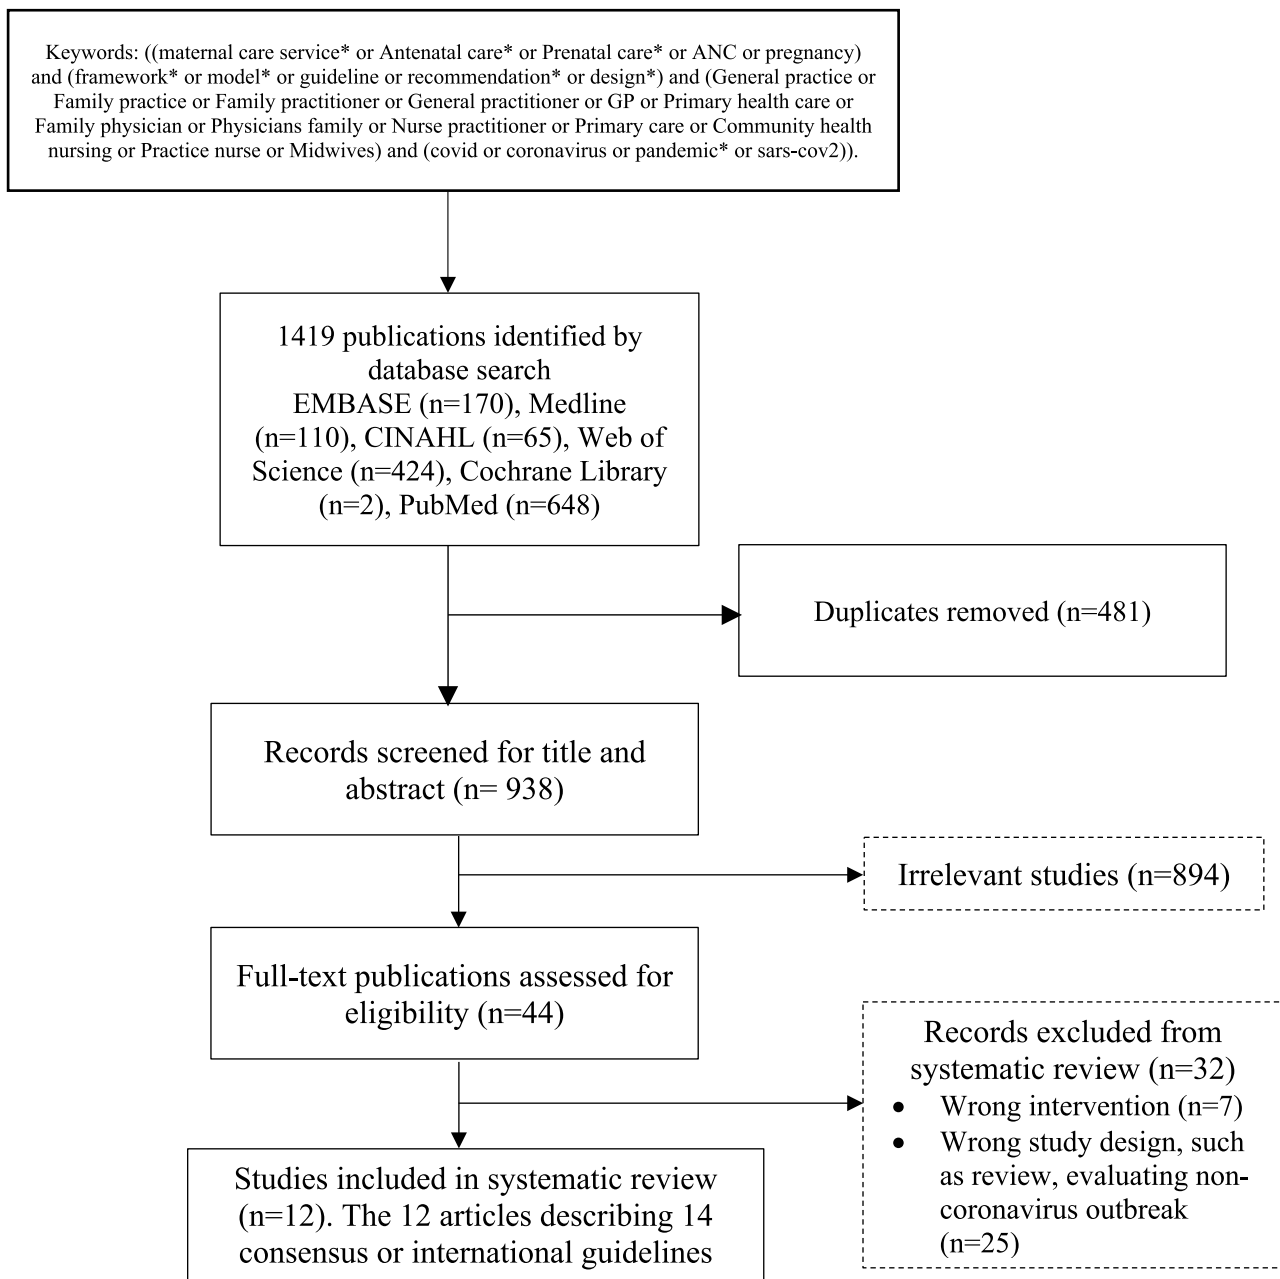 Keywords: ((maternal care service* or Antenatal care* or Prenatal care* or ANC or pregnancy)
and (framework* or model* or guideline or recommendation* or design*) and (General practice or
Family practice or Family practitioner or General practitioner or GP or Primary health care or
Family physician or Physicians family or Nurse practitioner or Primary care or Community health
nursing or Practice nurse or Midwives) and (covid or coronavirus or pandemic* or sars-cov2)).
1419 publications identified by
database search
EMBASE (n=170), Medline
(n=110), CINAHL (n=65), Web of
Science (n=424), Cochrane Library
(n=2), PubMed (n=648)
Duplicates removed (n=481)
Records screened for title and
abstract (n= 938)
Irrelevant studies (n=894)
Full-text publications assessed for
eligibility (n=44)
Records excluded from
systematic review (n=32)
• Wrong intervention (n=7)
• Wrong study design, such
as review, evaluating non-
coronavirus outbreak
(n=25)
Studies included in systematic review
(n=12). The 12 articles describing 14
consensus or international guidelines